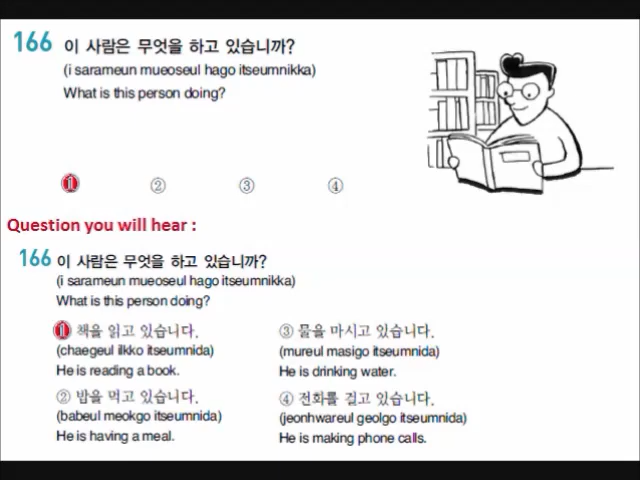 166 이 사람은 무엇을 하고 있습니까?
(i sarameun mueoseul hago itseumnikka)
What is this person doing?
① ② ③ ④
Question you will hear :
166 이 사람은 무엇을 하고 있습니까?
(i sarameun mueoseul hago itseumnikka)
What is this person doing?
① 책을 읽고 있습니다.
(chaegeul ilkko itseumnida)
He is reading a book.
② 밥을 먹고 있습니다.
(babeul meokgo itseumnida)
He is having a meal.
③ 물을 마시고 있습니다.
(mureul masigo itseumnida)
He is drinking water.
④ 전화를 걸고 있습니다.
(jeonhwareul geolgo itseumnida)
He is making phone calls.